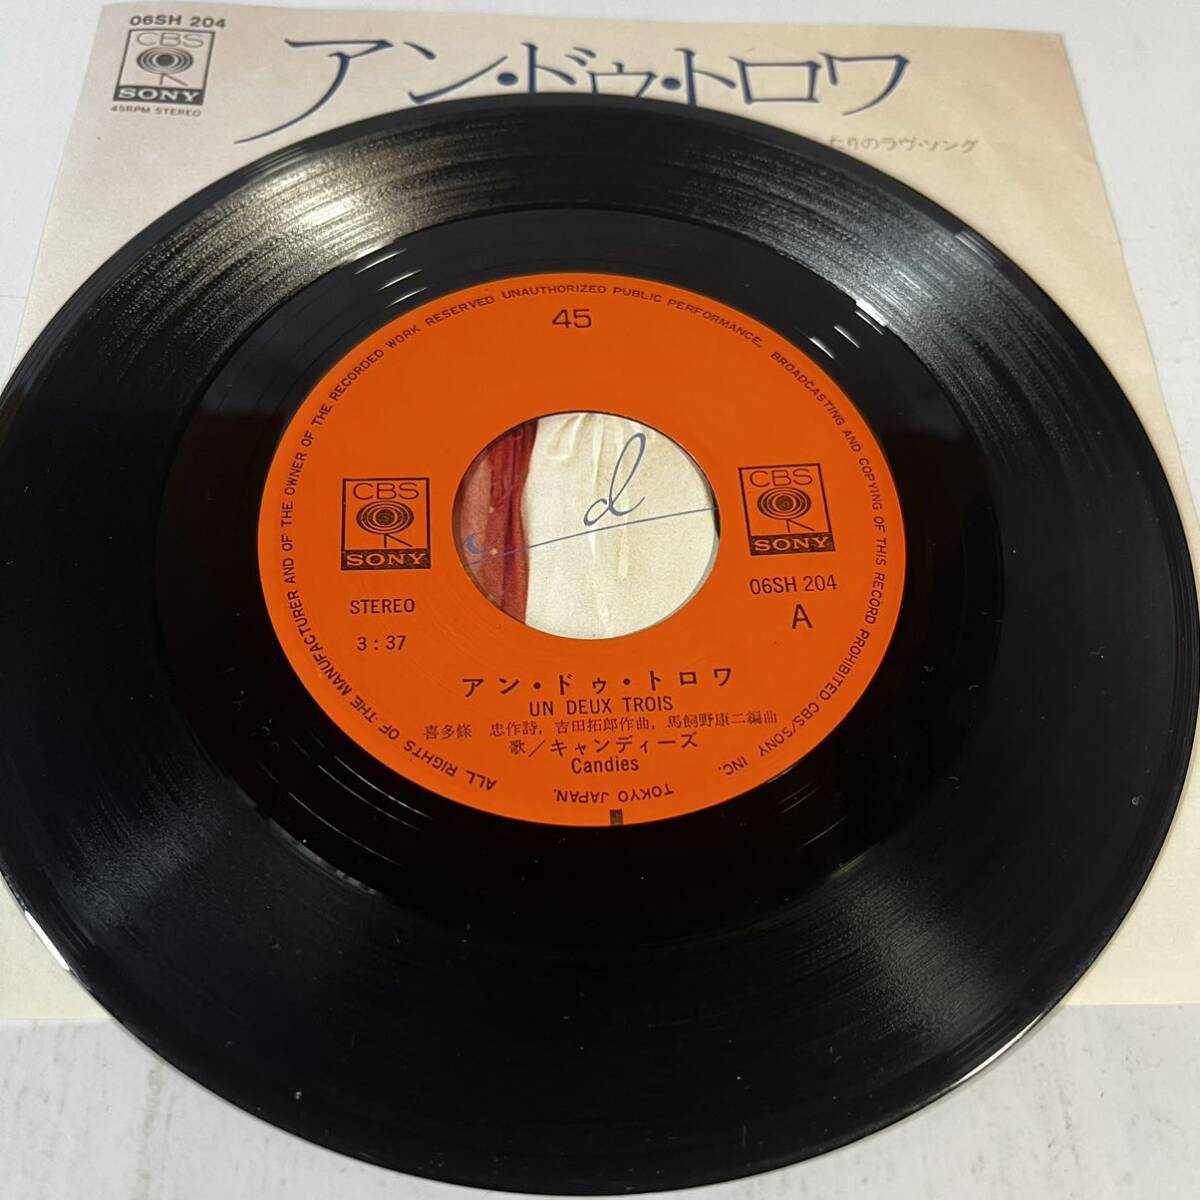 06SH 204
CBS
SONY
45RPM STEREO
アン・ドゥ・トロワ
たりのラヴ・ソング
45
ALL RIGHTS OF THE MANUFACTURER AND OF THE OWNER OF THE RECORDED WORK RESERVED UNAUTHORIZED PUBLIC PERFORMANCE, BROADCASTING AND COPYING OF THIS RECORD PROHIBITED. CBS/SONY INC. TOKYO JAPAN.
CBS
SONY
CBS
SONY
d
STEREO
3:37
06SH 204
A
アン・ドゥ・トロワ
UN DEUX TROIS
喜多條 忠作詩, 吉田拓郎作曲, 馬飼野康二編曲
歌/キャンディーズ
Candies